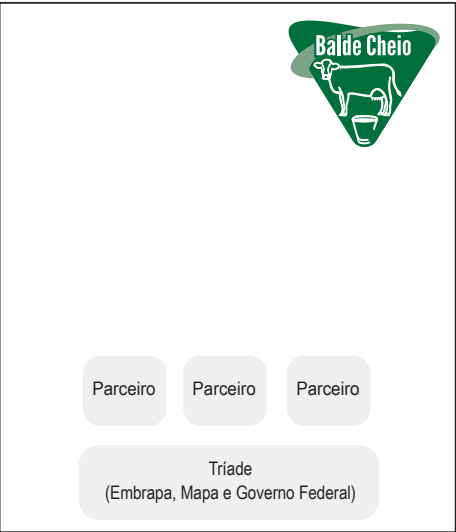 Balde Cheio
Parceiro Parceiro Parceiro
Tríade
(Embrapa, Mapa e Governo Federal)